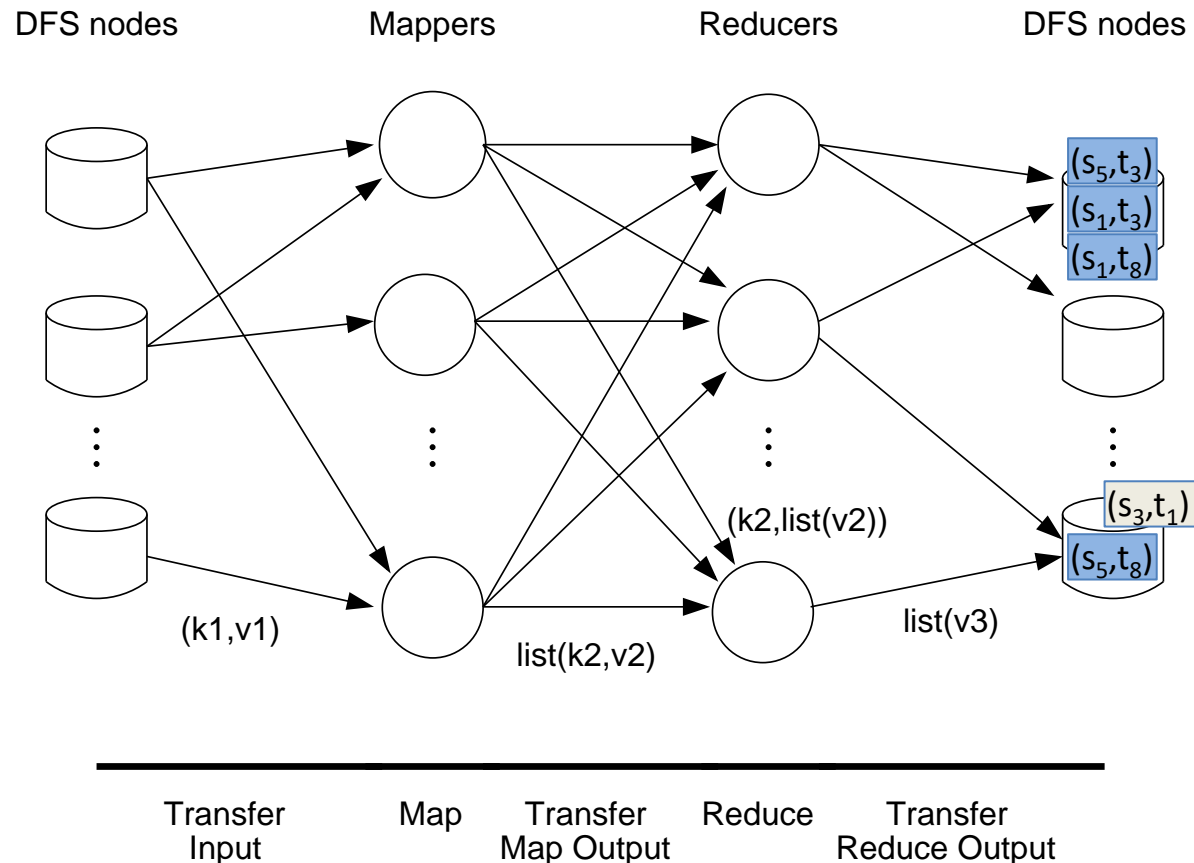 DFS nodes
Mappers
Reducers
DFS nodes
(s5,t3)
(s1,t3)
(s1,t8)
(s3,t1)
(k2,list(v2))
(s5,t8)
(k1,v1)
list(k2,v2)
list(v3)
Transfer
Input
Map
Transfer
Map Output
Reduce
Transfer
Reduce Output